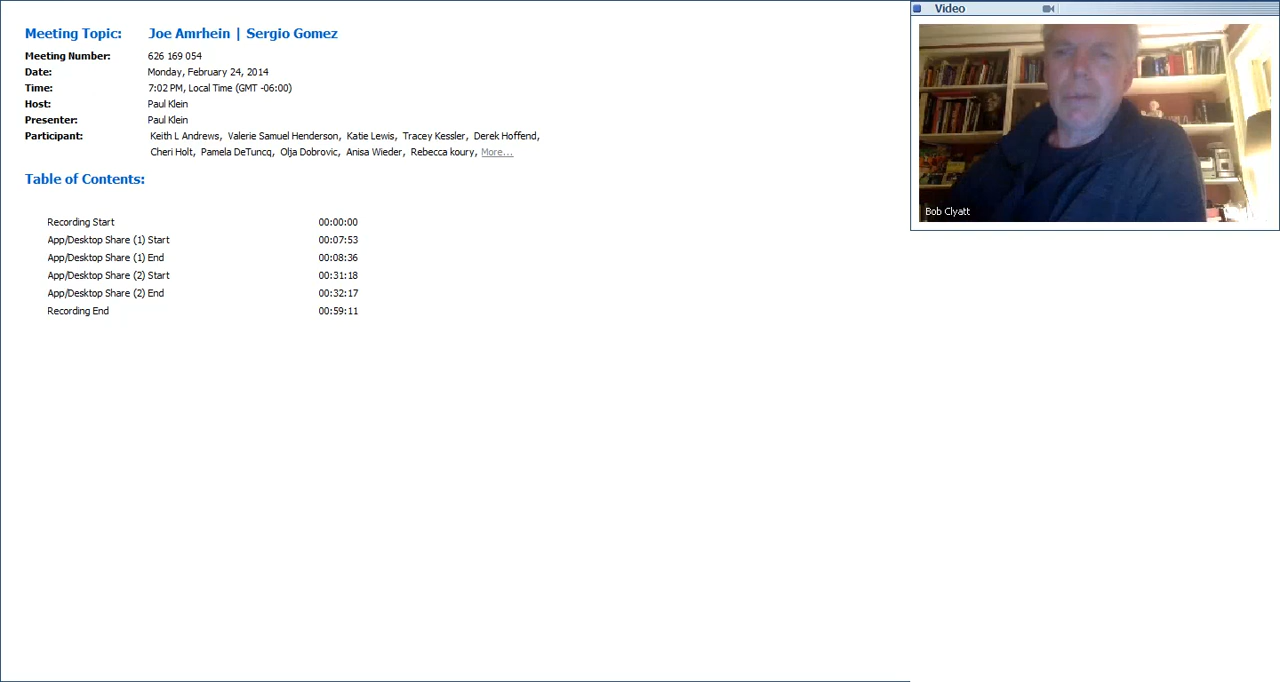 Meeting Topic: Joe Amrhein | Sergio Gomez
Meeting Number: 626 169 054
Date: Monday, February 24, 2014
Time: 7:02 PM, Local Time (GMT -06:00)
Host: Paul Klein
Presenter: Paul Klein
Participant: Keith L Andrews, Valerie Samuel Henderson, Katie Lewis, Tracey Kessler, Derek Hoffend,
Cheri Holt, Pamela DeTuncq, Olja Dobrovic, Anisa Wieder, Rebecca koury, More...
Table of Contents:
Recording Start 00:00:00
App/Desktop Share (1) Start 00:07:53
App/Desktop Share (1) End 00:08:36
App/Desktop Share (2) Start 00:31:18
App/Desktop Share (2) End 00:32:17
Recording End 00:59:11
Video
Bob Clyatt